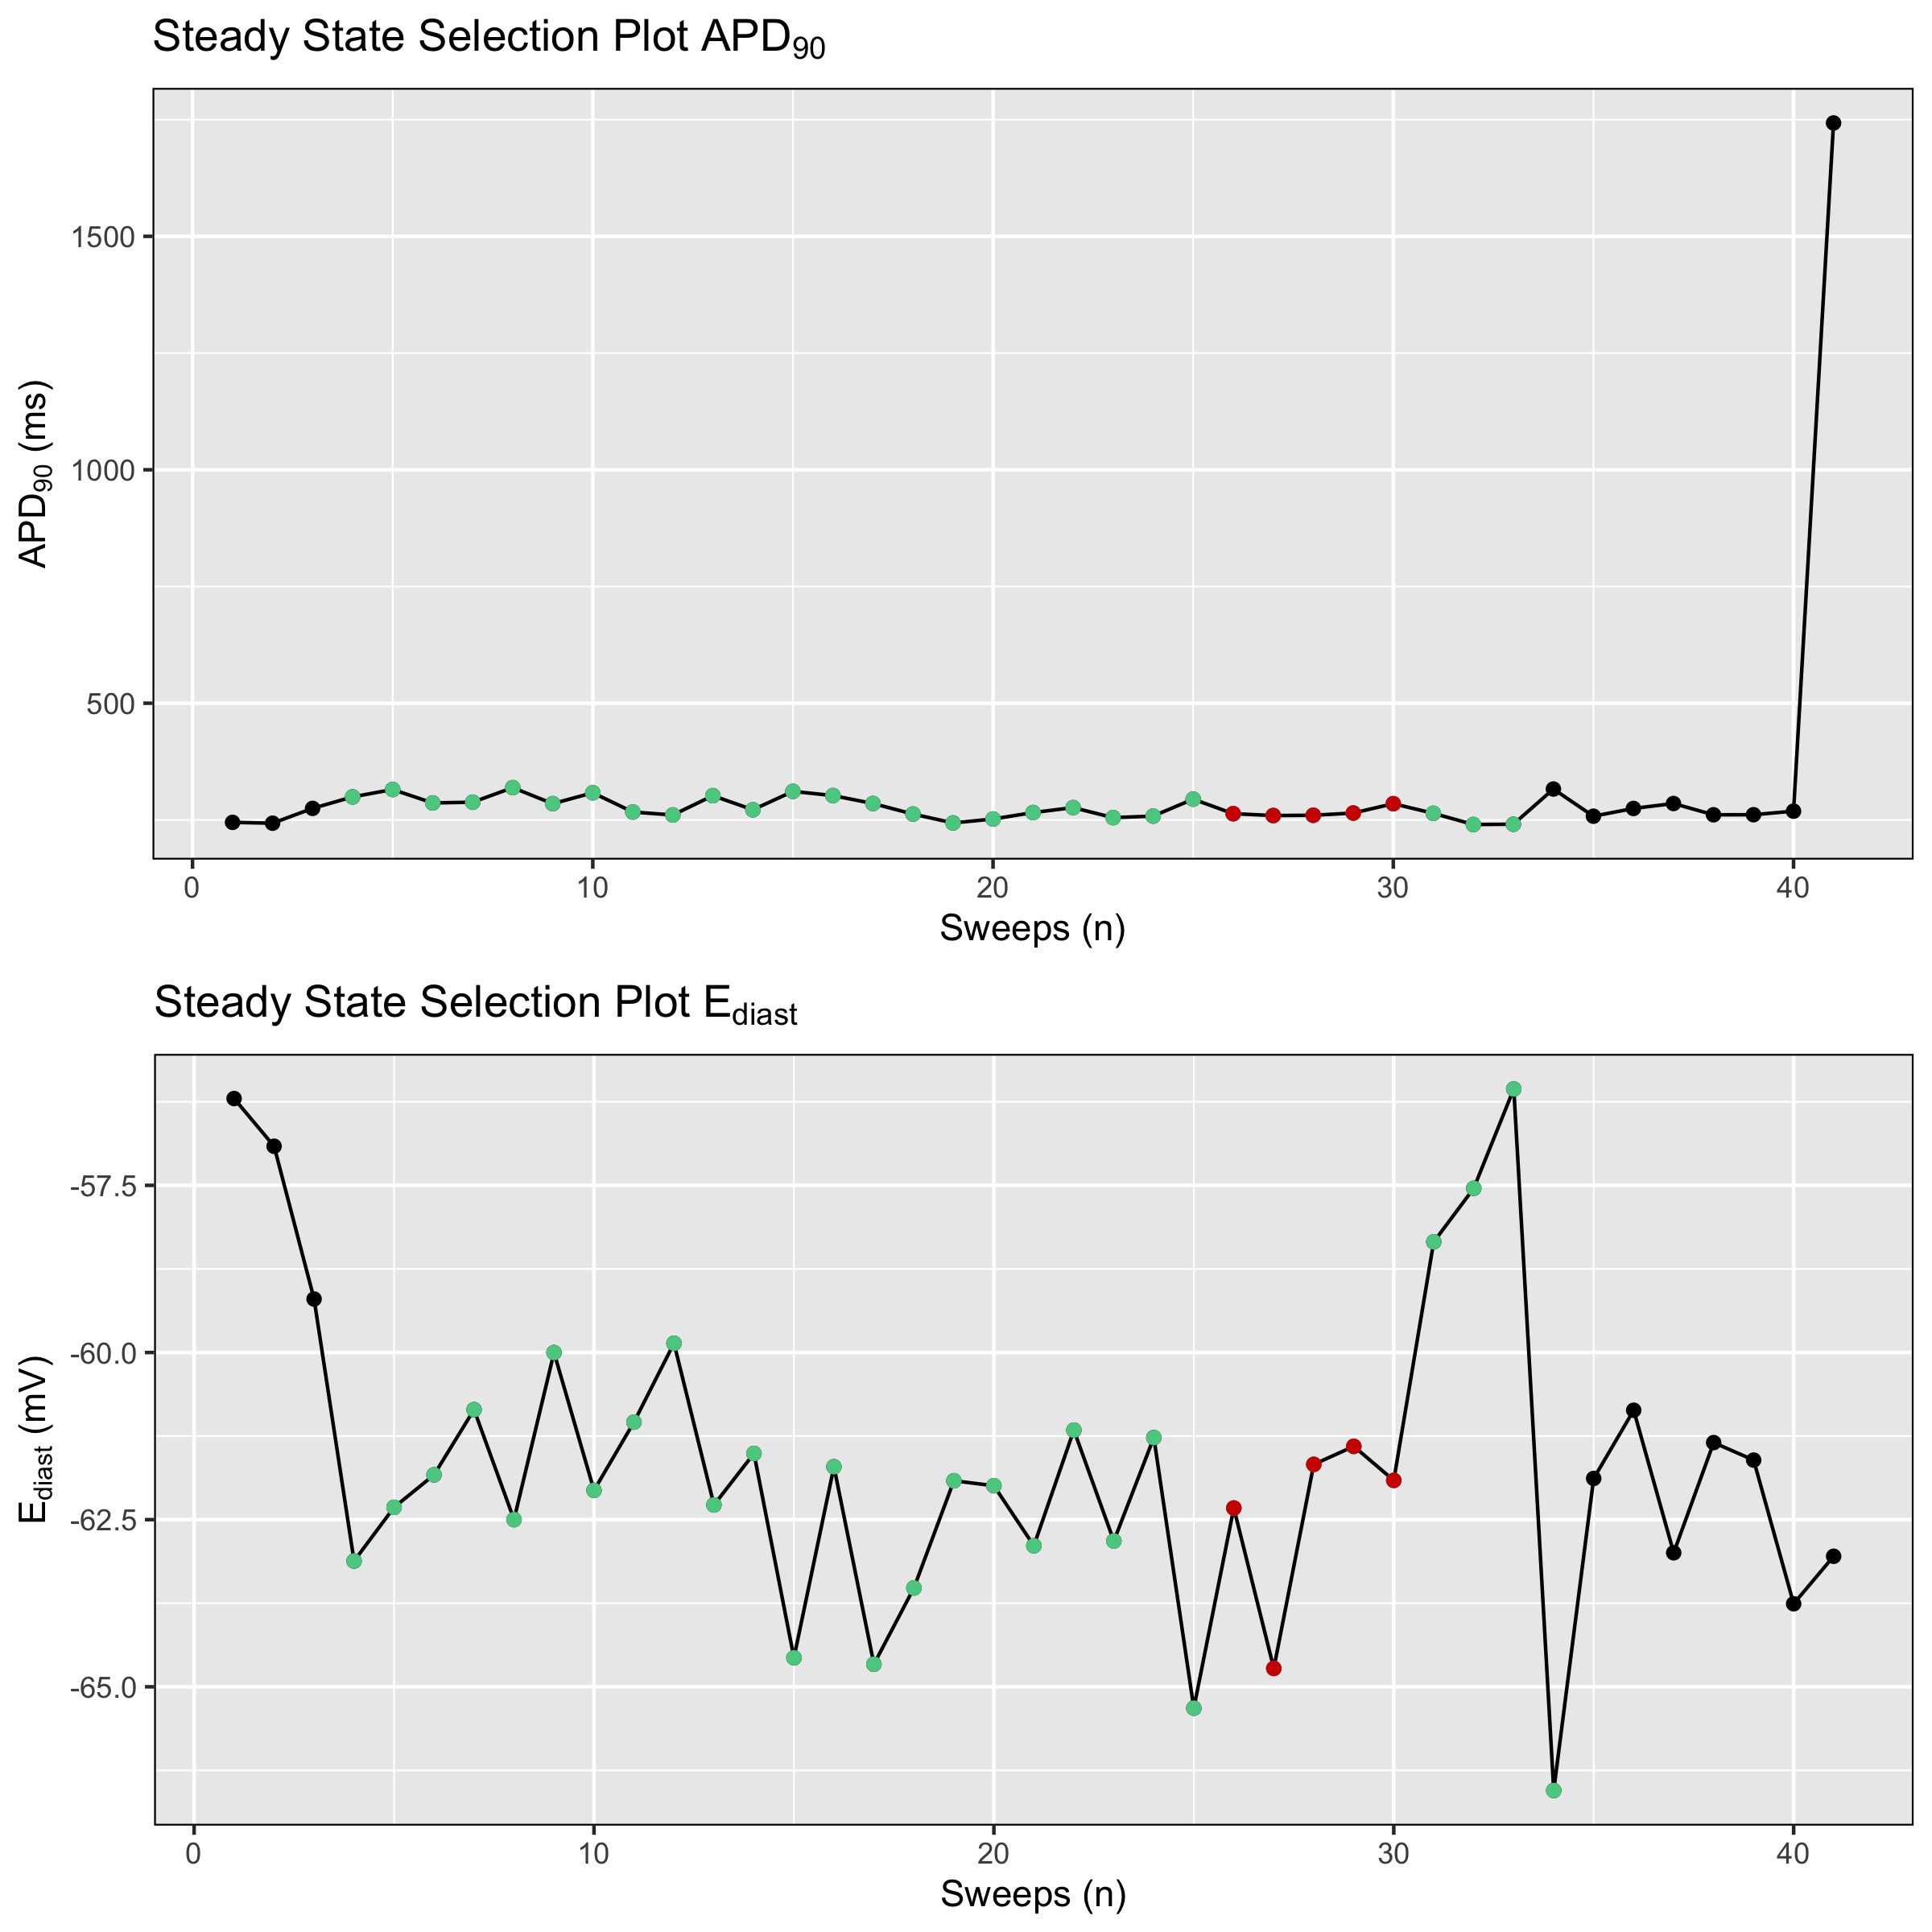 Steady State Selection Plot APD90
1500
1000
500
APD90 (ms)
0 10 20 30 40
Sweeps (n)
Steady State Selection Plot Ediast
-57.5
-60.0
-62.5
-65.0
Ediast (mV)
0 10 20 30 40
Sweeps (n)